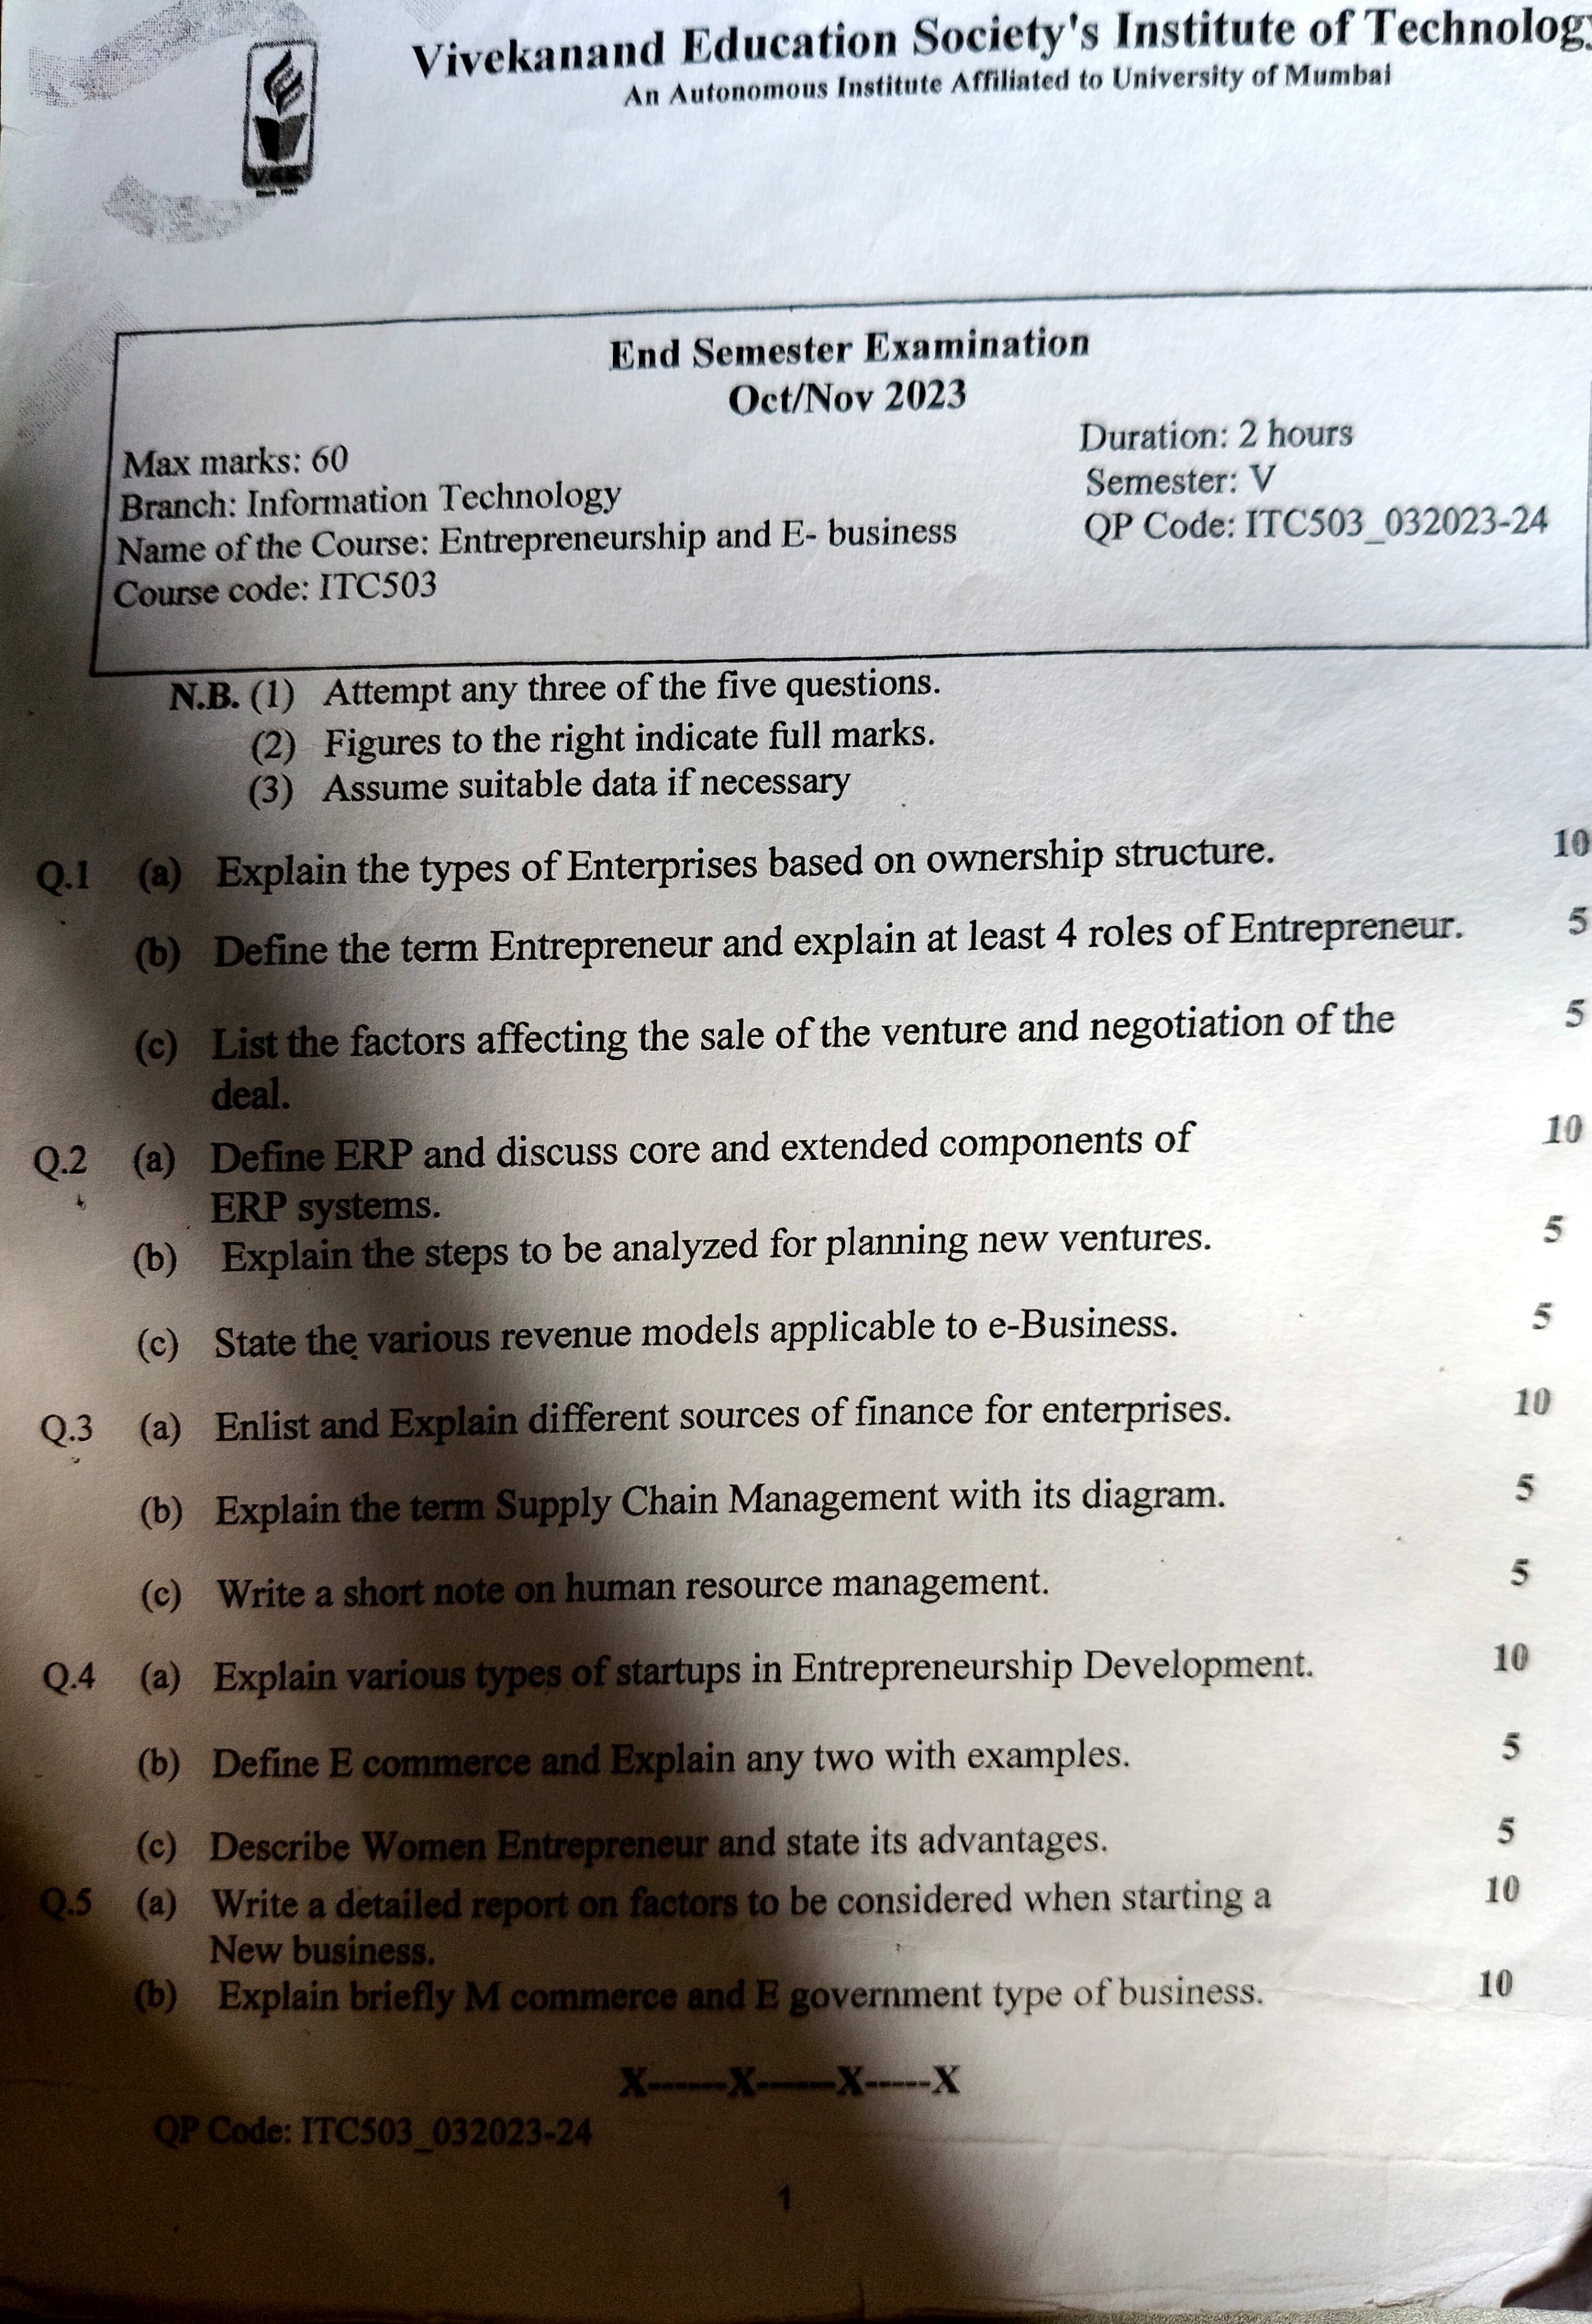 Vivekanand Education Society's Institute of Technology
An Autonomous Institute Affiliated to University of Mumbai
End Semester Examination
Oct/Nov 2023
Max marks: 60
Duration: 2 hours
Branch: Information Technology
Semester: V
Name of the Course: Entrepreneurship and E- business
QP Code: ITC503_032023-24
Course code: ITC503
N.B. (1) Attempt any three of the five questions.
(2) Figures to the right indicate full marks.
(3) Assume suitable data if necessary
Q.1 (a) Explain the types of Enterprises based on ownership structure. 10
(b) Define the term Entrepreneur and explain at least 4 roles of Entrepreneur. 5
(c) List the factors affecting the sale of the venture and negotiation of the 5
deal.
Q.2 (a) Define ERP and discuss core and extended components of 10
ERP systems.
(b) Explain the steps to be analyzed for planning new ventures. 5
(c) State the various revenue models applicable to e-Business. 5
Q.3 (a) Enlist and Explain different sources of finance for enterprises. 10
(b) Explain the term Supply Chain Management with its diagram. 5
(c) Write a short note on human resource management. 5
Q.4 (a) Explain various types of startups in Entrepreneurship Development. 10
(b) Define E commerce and Explain any two with examples. 5
(c) Describe Women Entrepreneur and state its advantages. 5
Q.5 (a) Write a detailed report on factors to be considered when starting a 10
New business.
(b) Explain briefly M commerce and E government type of business. 10
X------X------X-----X
QP Code: ITC503_032023-24
1